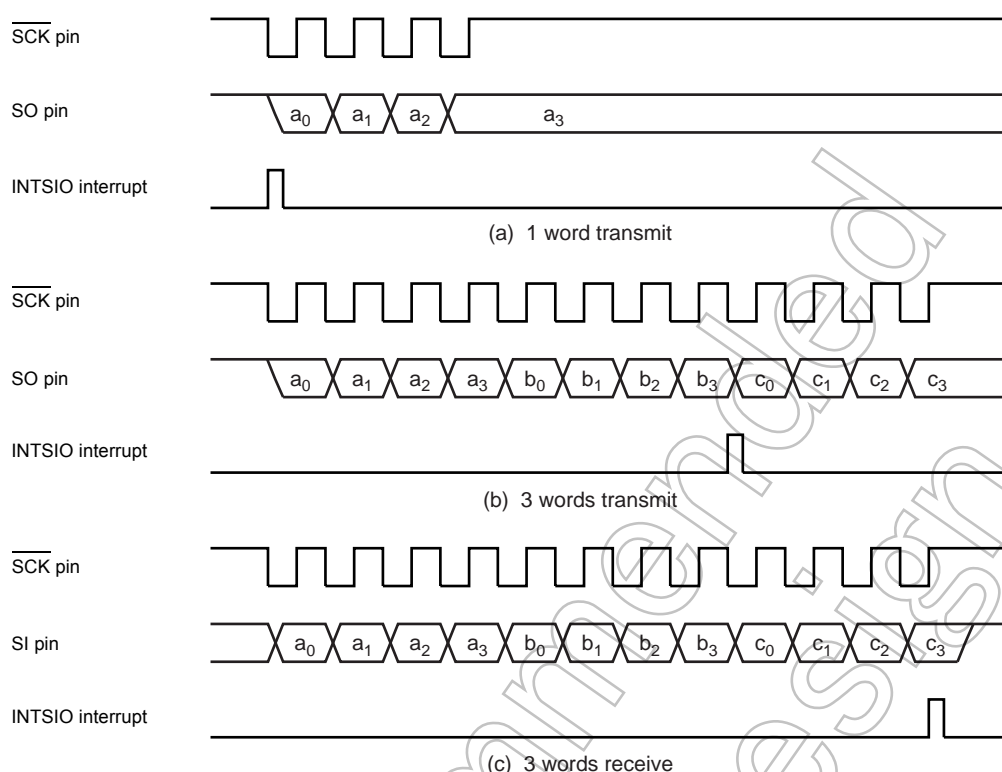 SCK pin
SO pin
a0 a1 a2 a3
INTSIO interrupt
(a) 1 word transmit
SCK pin
SO pin
a0 a1 a2 a3 b0 b1 b2 b3 c0 c1 c2 c3
INTSIO interrupt
(b) 3 words transmit
SCK pin
SI pin
a0 a1 a2 a3 b0 b1 b2 b3 c0 c1 c2 c3
INTSIO interrupt
(c) 3 words receive
mmended
esign